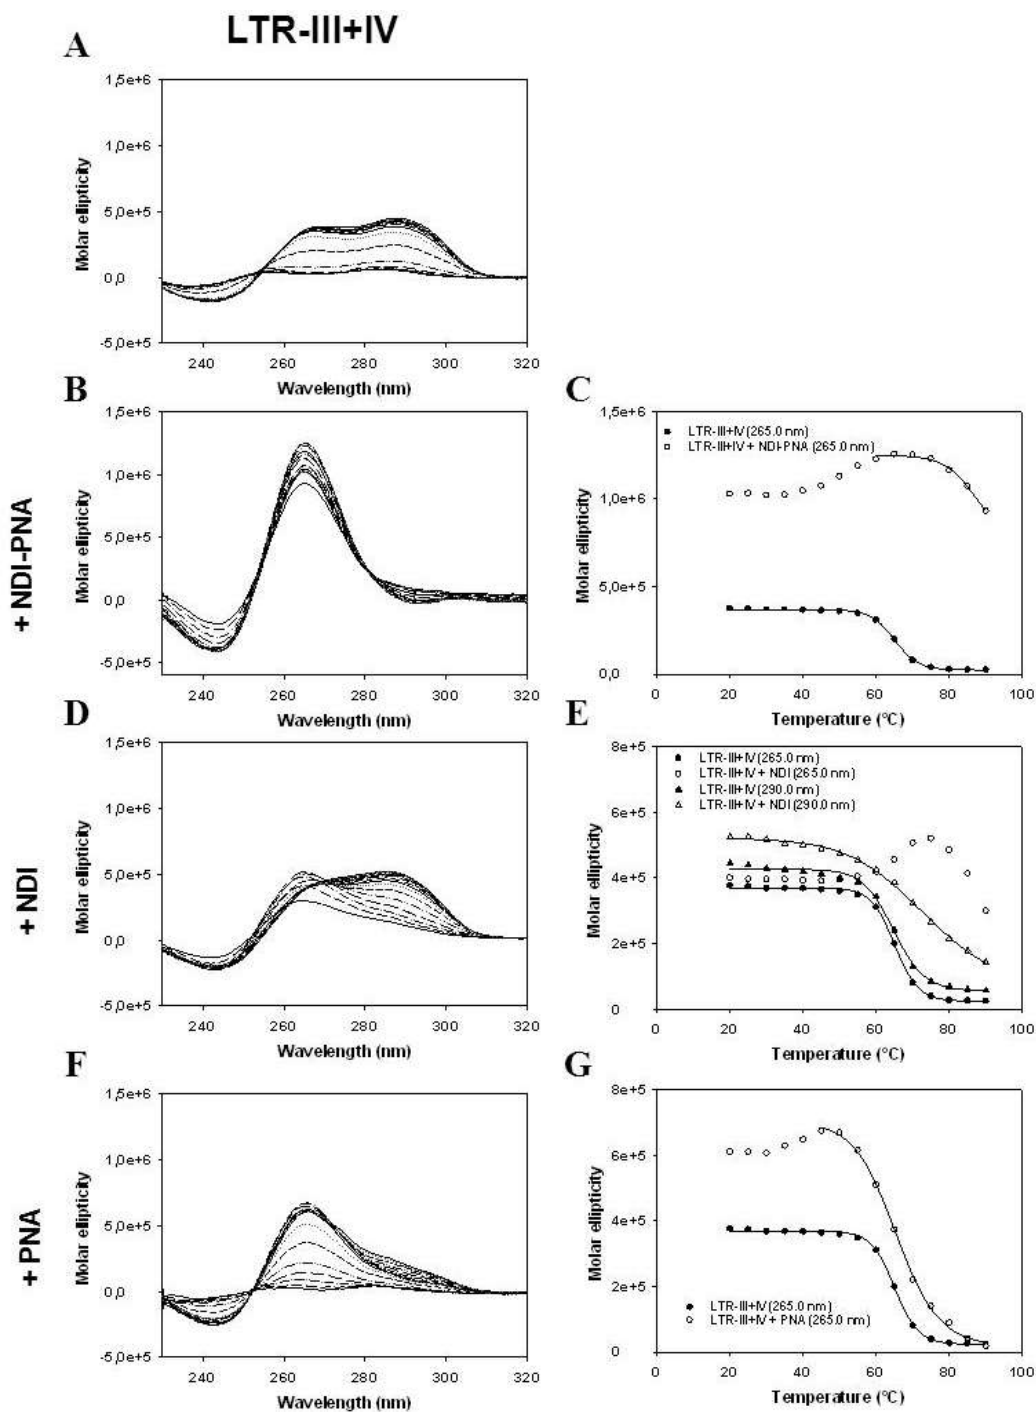 LTR-III+IV
A
1,5e+6
1,0e+6
5,0e+5
0,0
-5,0e+5
Molar ellipticity
240 260 280 300 320
Wavelength (nm)
+ NDI-PNA
B
1,5e+6
1,0e+6
5,0e+5
0,0
-5,0e+5
Molar ellipticity
240 260 280 300 320
Wavelength (nm)
C
1,5e+6
1,0e+6
5,0e+5
0,0
Molar ellipticity
LTR-III+IV (265.0 nm)
LTR-III+IV + NDI-PNA (265.0 nm)
0 20 40 60 80 100
Temperature (°C)
+ NDI
D
1,5e+6
1,0e+6
5,0e+5
0,0
-5,0e+5
Molar ellipticity
240 260 280 300 320
Wavelength (nm)
E
8e+5
6e+5
4e+5
2e+5
0
Molar ellipticity
LTR-III+IV (265.0 nm)
LTR-III+IV + NDI (265.0 nm)
LTR-III+IV (290.0 nm)
LTR-III+IV + NDI (290.0 nm)
0 20 40 60 80 100
Temperature (°C)
+ PNA
F
1,5e+6
1,0e+6
5,0e+5
0,0
-5,0e+5
Molar ellipticity
240 260 280 300 320
Wavelength (nm)
G
8e+5
6e+5
4e+5
2e+5
0
Molar ellipticity
LTR-III+IV (265.0 nm)
LTR-III+IV + PNA (265.0 nm)
0 20 40 60 80 100
Temperature (°C)